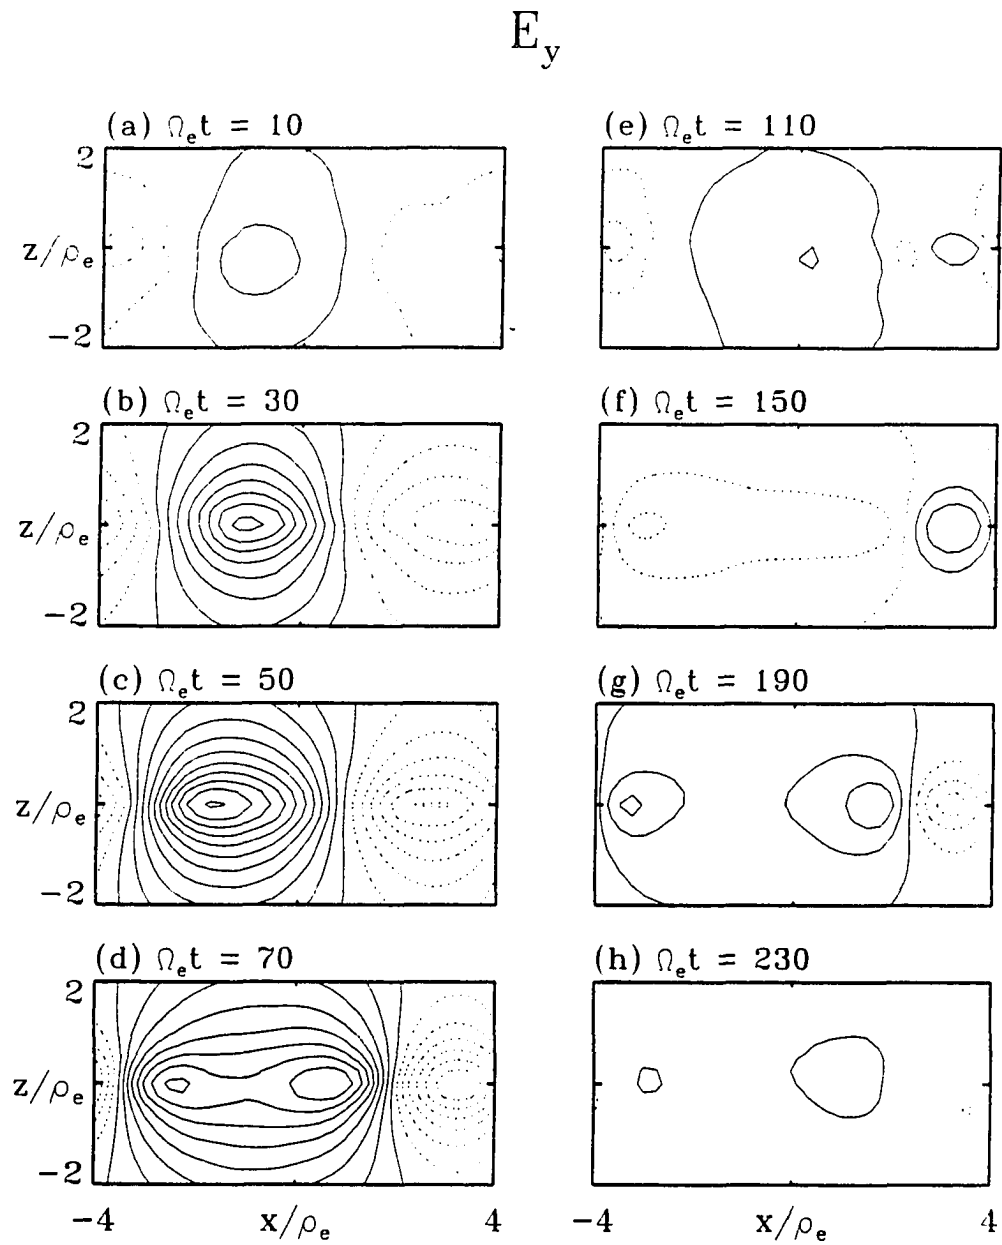 E_y
(a) Ω_e t = 10
2
z/ρ_e
-2
(b) Ω_e t = 30
2
z/ρ_e
-2
(c) Ω_e t = 50
2
z/ρ_e
-2
(d) Ω_e t = 70
2
z/ρ_e
-2
-4 x/ρ_e 4
(e) Ω_e t = 110
(f) Ω_e t = 150
(g) Ω_e t = 190
(h) Ω_e t = 230
-4 x/ρ_e 4